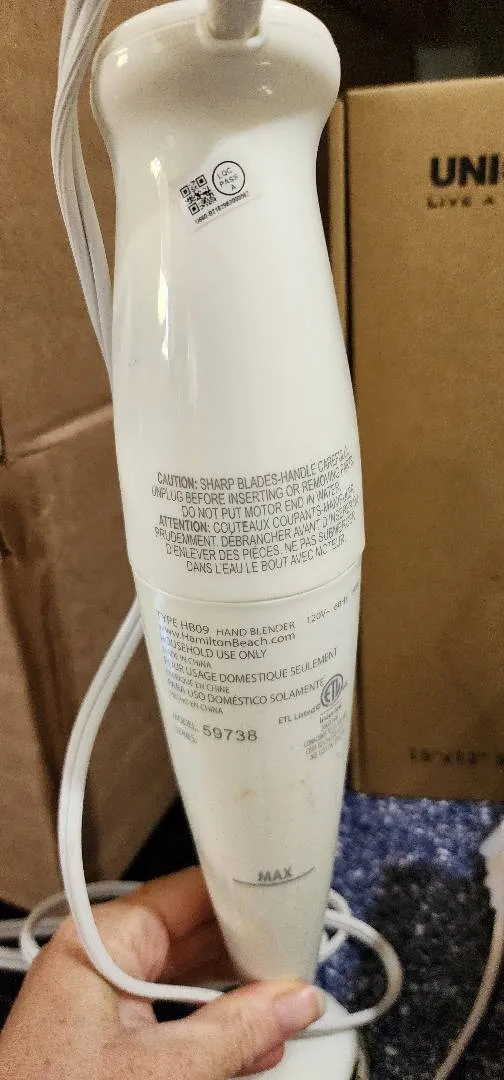 LQC
PASS
A
UNI
LIVE A
CAUTION: SHARP BLADES-HANDLE CAREFULLY.
UNPLUG BEFORE INSERTING OR REMOVING PARTS.
DO NOT PUT MOTOR END IN WATER.
ATTENTION: COUTEAUX COUPANTS-MANIPULER
PRUDEMMENT. DÉBRANCHER AVANT D'INSÉRER OU
D'ENLEVER DES PIÈCES. NE PAS SUBMERGER
DANS L'EAU LE BOUT AVEC MOTEUR.
TYPE HB09 HAND BLENDER 120V~ 60Hz
www.HamiltonBeach.com
HOUSEHOLD USE ONLY
MADE IN CHINA
POUR USAGE DOMESTIQUE SEULEMENT
FABRIQUÉ EN CHINE
PARA USO DOMÉSTICO SOLAMENTE
HECHO EN CHINA
ETL Listed
ETL
Intertek
MODEL: 59738
SERIES:
MAX